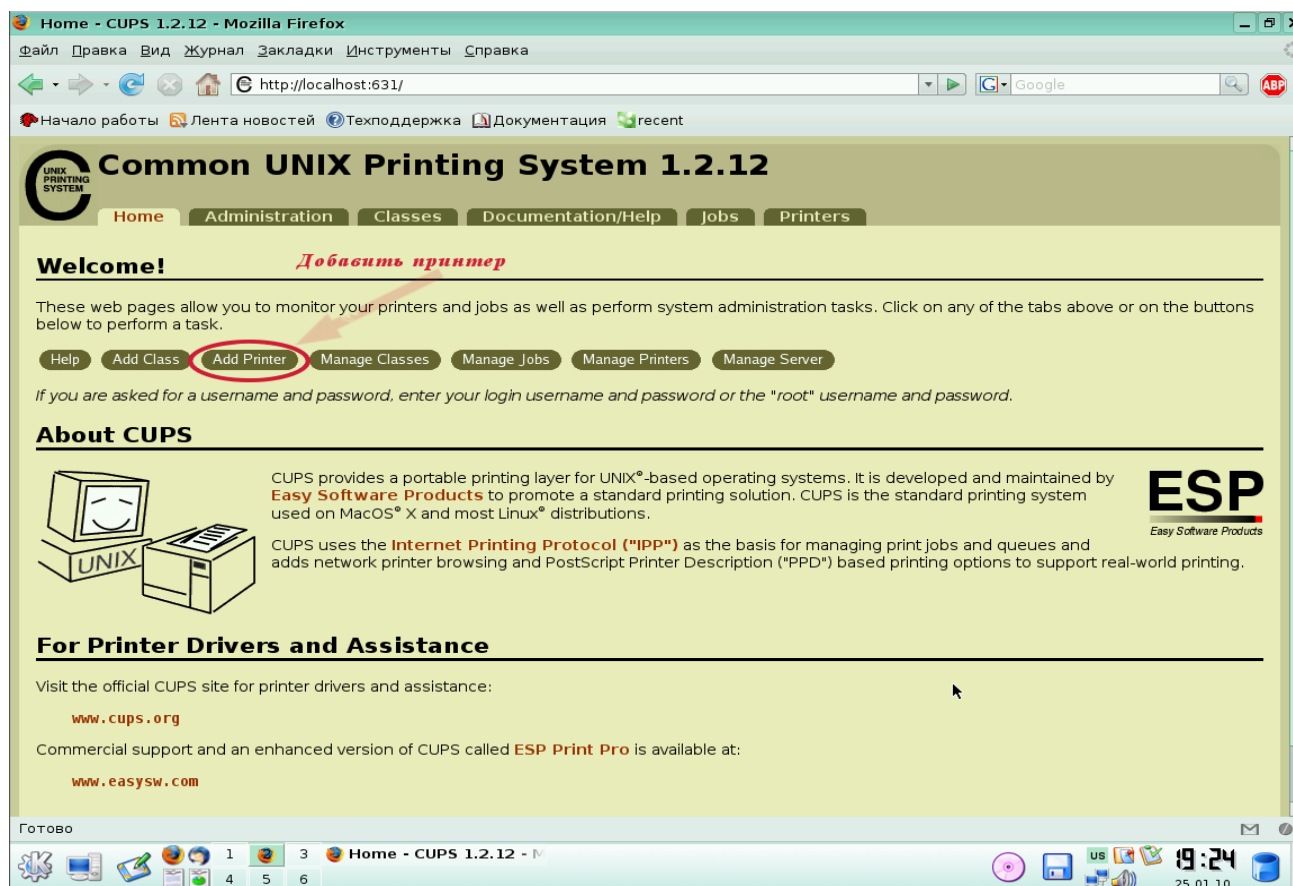 Home - CUPS 1.2.12 - Mozilla Firefox
Файл Правка Вид Журнал Закладки Инструменты Справка
http://localhost:631/
G Google
ABP
Начало работы Лента новостей Техподдержка Документация recent
UNIX PRINTING SYSTEM
Common UNIX Printing System 1.2.12
Home Administration Classes Documentation/Help Jobs Printers
Welcome!
Добавить принтер
These web pages allow you to monitor your printers and jobs as well as perform system administration tasks. Click on any of the tabs above or on the buttons
below to perform a task.
Help Add Class Add Printer Manage Classes Manage Jobs Manage Printers Manage Server
If you are asked for a username and password, enter your login username and password or the "root" username and password.
About CUPS
UNIX
CUPS provides a portable printing layer for UNIX®-based operating systems. It is developed and maintained by
Easy Software Products to promote a standard printing solution. CUPS is the standard printing system
used on MacOS® X and most Linux® distributions.
ESP
Easy Software Products
CUPS uses the Internet Printing Protocol ("IPP") as the basis for managing print jobs and queues and
adds network printer browsing and PostScript Printer Description ("PPD") based printing options to support real-world printing.
For Printer Drivers and Assistance
Visit the official CUPS site for printer drivers and assistance:
www.cups.org
Commercial support and an enhanced version of CUPS called ESP Print Pro is available at:
www.easysw.com
Готово
1 3 Home - CUPS 1.2.12 - M
4 5 6
US
19:24
25.01.10